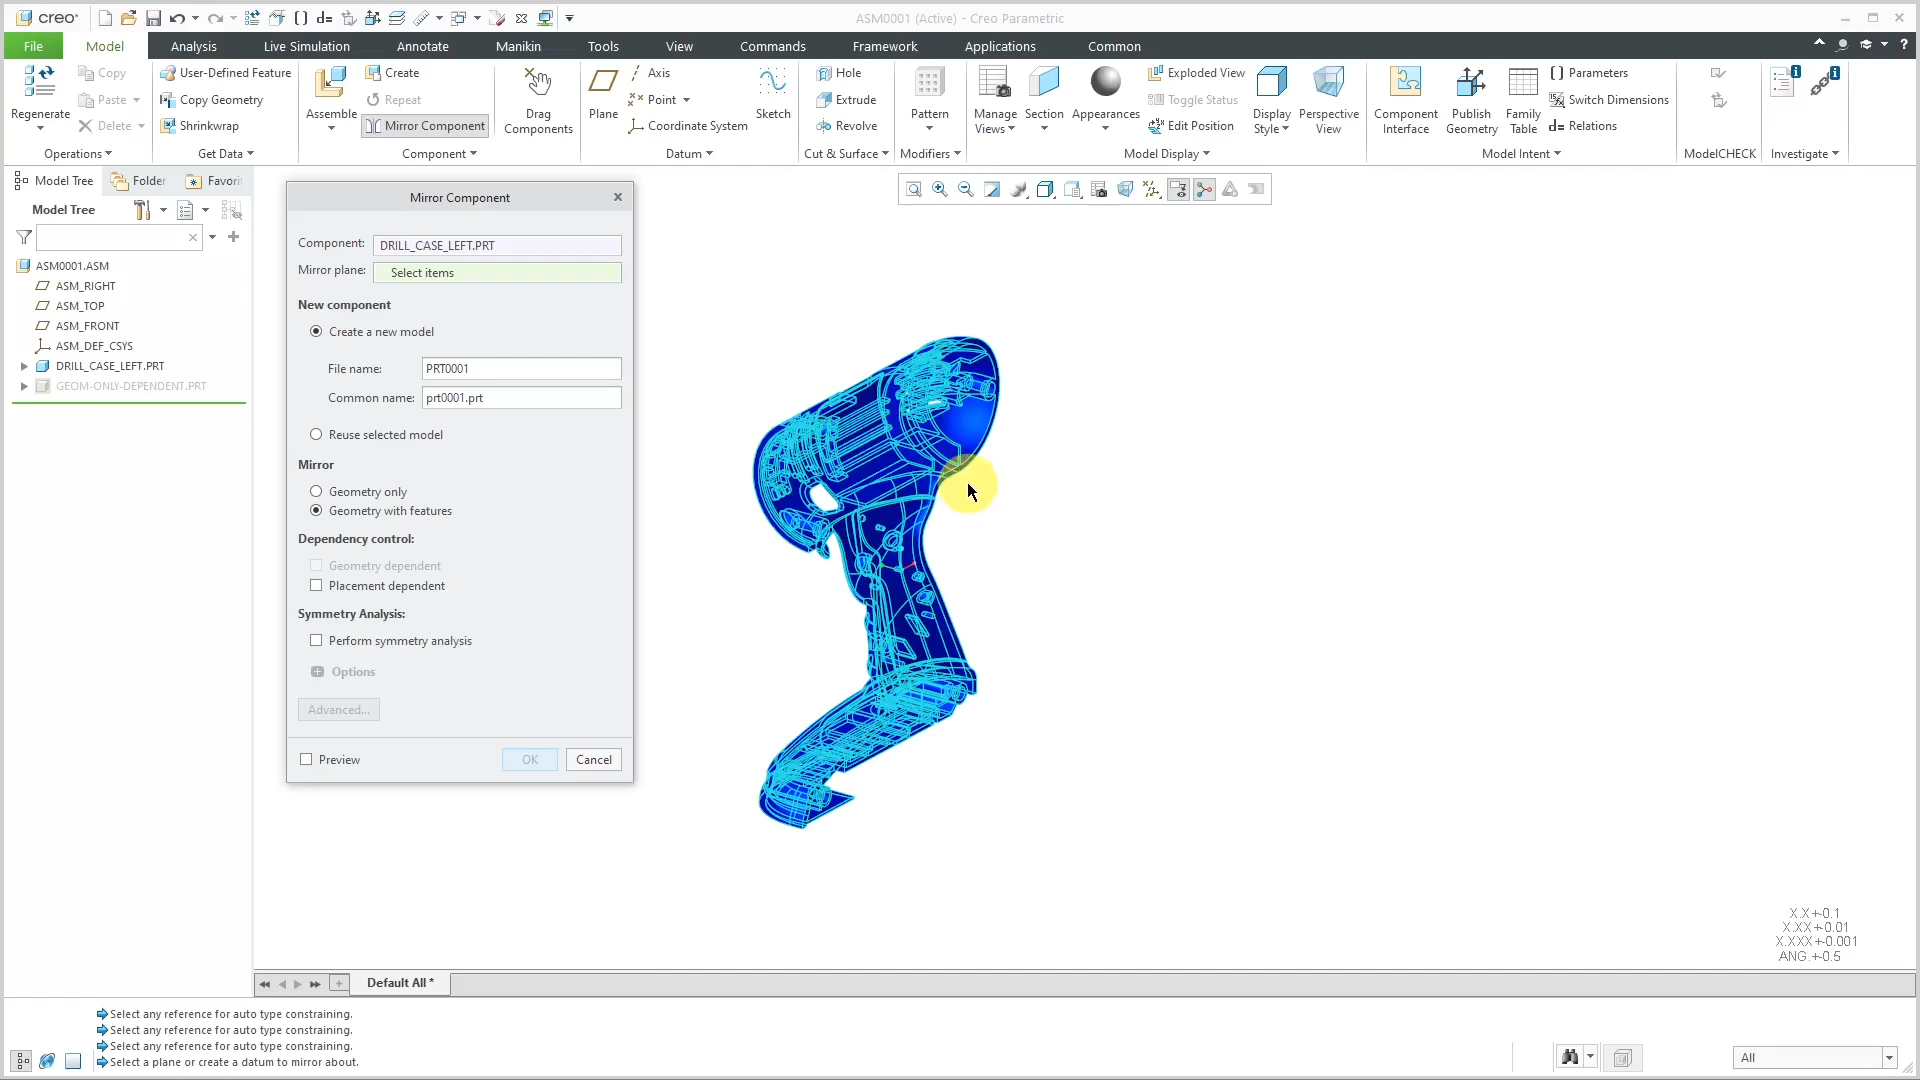 creo
d=
ASM0001 (Active) - Creo Parametric
File Model Analysis Live Simulation Annotate Manikin Tools View Commands Framework Applications Common
Regenerate
Copy
Paste
Delete
Operations
User-Defined Feature
Copy Geometry
Shrinkwrap
Get Data
Assemble
Create
Repeat
Mirror Component
Component
Drag Components
Plane
Axis
Point
Coordinate System
Sketch
Datum
Hole
Extrude
Revolve
Cut & Surface
Pattern
Modifiers
Manage Views
Section
Appearances
Exploded View
Toggle Status
Edit Position
Display Style
Perspective View
Model Display
Component Interface
Publish Geometry
Family Table
Parameters
Switch Dimensions
d= Relations
Model Intent
ModelCHECK
Investigate
Model Tree Folder Favorit
Model Tree
ASM0001.ASM
ASM_RIGHT
ASM_TOP
ASM_FRONT
ASM_DEF_CSYS
DRILL_CASE_LEFT.PRT
GEOM-ONLY-DEPENDENT.PRT
Mirror Component
Component: DRILL_CASE_LEFT.PRT
Mirror plane: Select items
New component
Create a new model
File name: PRT0001
Common name: prt0001.prt
Reuse selected model
Mirror
Geometry only
Geometry with features
Dependency control:
Geometry dependent
Placement dependent
Symmetry Analysis:
Perform symmetry analysis
Options
Advanced...
Preview OK Cancel
X.X+-0.1
X.XX+-0.01
X.XXX+-0.001
ANG.+-0.5
Default All *
Select any reference for auto type constraining.
Select any reference for auto type constraining.
Select any reference for auto type constraining.
Select a plane or create a datum to mirror about.
All